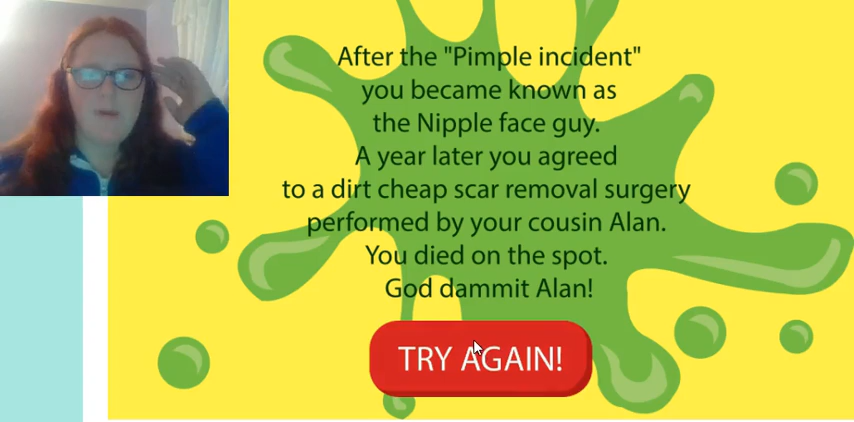 After the "Pimple incident"
you became known as
the Nipple face guy.
A year later you agreed
to a dirt cheap scar removal surgery
performed by your cousin Alan.
You died on the spot.
God dammit Alan!
TRY AGAIN!